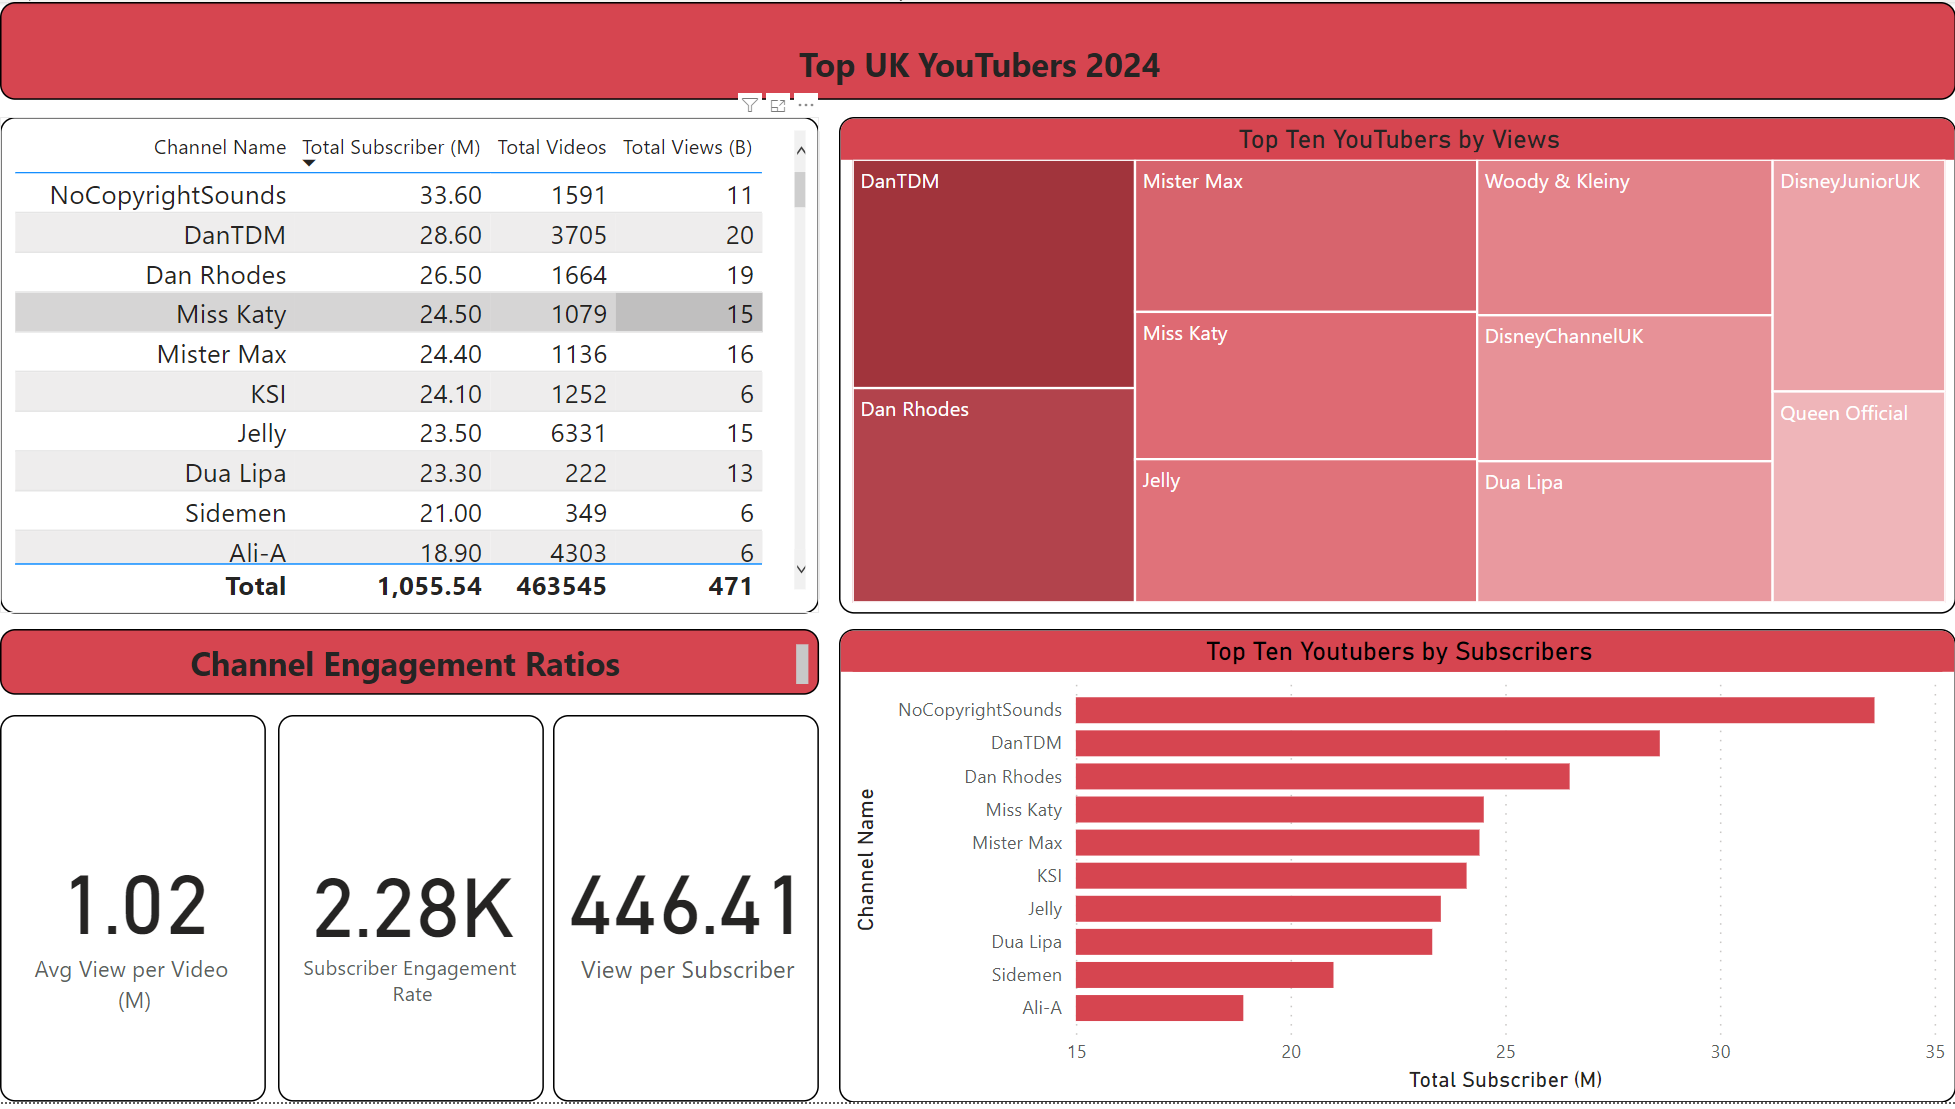 Top UK YouTubers 2024
Channel Name Total Subscriber (M) Total Videos Total Views (B)
NoCopyrightSounds 33.60 1591 11
DanTDM 28.60 3705 20
Dan Rhodes 26.50 1664 19
Miss Katy 24.50 1079 15
Mister Max 24.40 1136 16
KSI 24.10 1252 6
Jelly 23.50 6331 15
Dua Lipa 23.30 222 13
Sidemen 21.00 349 6
Ali-A 18.90 4303 6
Total 1,055.54 463545 471
Top Ten YouTubers by Views
DanTDM
Dan Rhodes
Mister Max
Miss Katy
Jelly
Woody & Kleiny
DisneyChannelUK
Dua Lipa
DisneyJuniorUK
Queen Official
Channel Engagement Ratios
1.02
Avg View per Video
(M)
2.28K
Subscriber Engagement
Rate
446.41
View per Subscriber
Top Ten Youtubers by Subscribers
Channel Name
NoCopyrightSounds
DanTDM
Dan Rhodes
Miss Katy
Mister Max
KSI
Jelly
Dua Lipa
Sidemen
Ali-A
15 20 25 30 35
Total Subscriber (M)